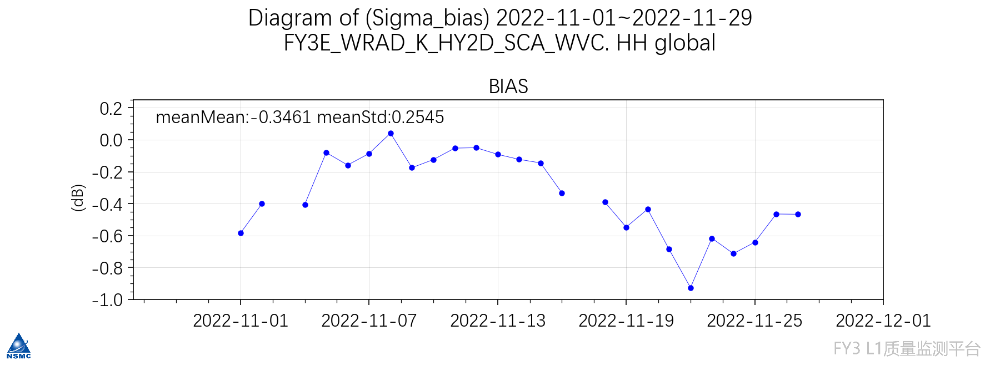 Diagram of (Sigma_bias) 2022-11-01~2022-11-29
FY3E_WRAD_K_HY2D_SCA_WVC. HH global
BIAS
meanMean:-0.3461 meanStd:0.2545
0.2
0.0
-0.2
-0.4
-0.6
-0.8
-1.0
(dB)
2022-11-01 2022-11-07 2022-11-13 2022-11-19 2022-11-25 2022-12-01
NSMC
FY3 L1质量监测平台